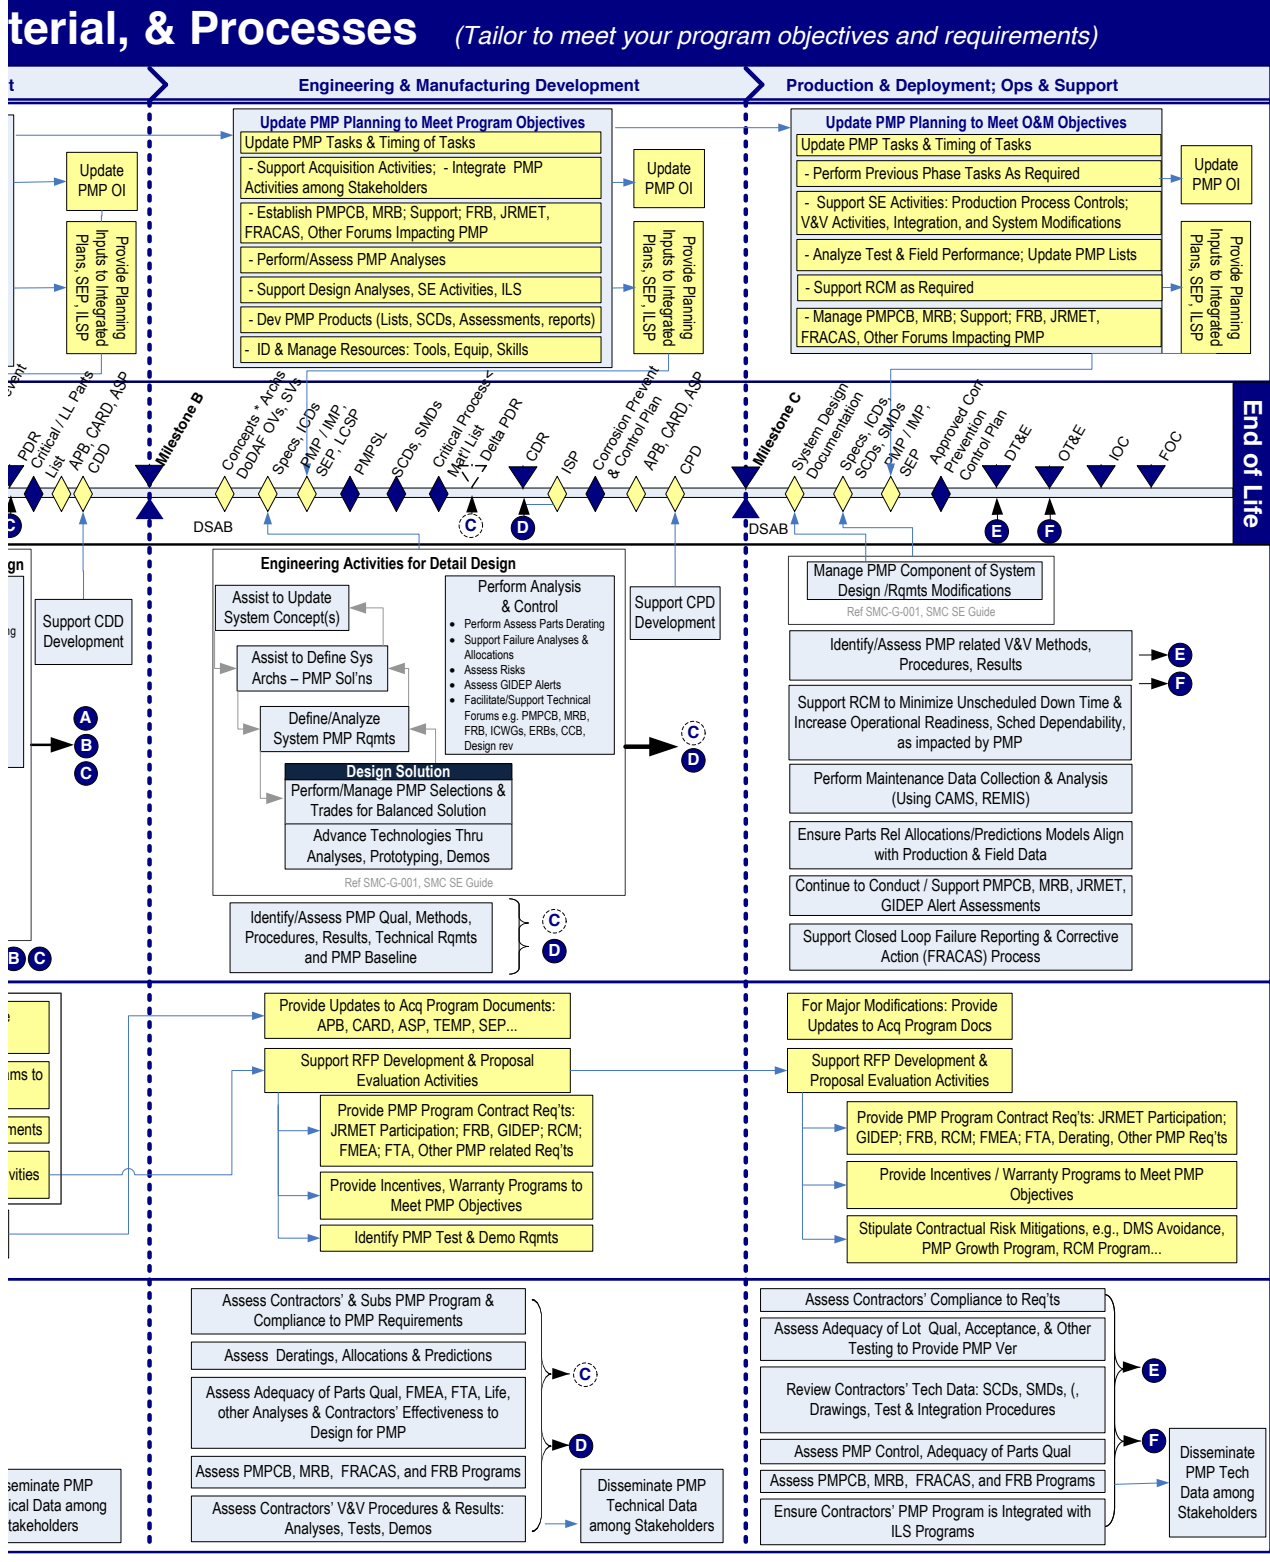 terial, & Processes (Tailor to meet your program objectives and requirements)
t
Engineering & Manufacturing Development
Production & Deployment; Ops & Support
Update
PMP OI
Provide Planning
Inputs to Integrated
Plans, SEP, ILSP
Update PMP Planning to Meet Program Objectives
Update PMP Tasks & Timing of Tasks
- Support Acquisition Activities; - Integrate PMP
Activities among Stakeholders
- Establish PMPCB, MRB; Support; FRB, JRMET,
FRACAS, Other Forums Impacting PMP
- Perform/Assess PMP Analyses
- Support Design Analyses, SE Activities, ILS
- Dev PMP Products (Lists, SCDs, Assessments, reports)
- ID & Manage Resources: Tools, Equip, Skills
Update
PMP OI
Provide Planning
Inputs to Integrated
Plans, SEP, ILSP
Update PMP Planning to Meet O&M Objectives
Update PMP Tasks & Timing of Tasks
- Perform Previous Phase Tasks As Required
- Support SE Activities: Production Process Controls;
V&V Activities, Integration, and System Modifications
- Analyze Test & Field Performance; Update PMP Lists
- Support RCM as Required
- Manage PMPCB, MRB; Support; FRB, JRMET,
FRACAS, Other Forums Impacting PMP
Update
PMP OI
Provide Planning
Inputs to Integrated
Plans, SEP, ILSP
event
PDR
Critical / LL Parts
List
APB, CARD, ASP
CDD
Milestone B
Concepts * Archs
DoDAF OVs, SVs
Specs, ICDs
PMP / IMP,
SEP, LCSP
PMPSL
SCDs, SMDs
Critical Process<
Mat'l List
Delta PDR
CDR
ISP
Corrosion Prevent
& Control Plan
APB, CARD, ASP
CPD
Milestone C
System Design
Documentation
Specs, ICDs,
SCDs, SMDs
PMP / IMP,
SEP
Approved Corr
Prevention
Control Plan
DT&E
OT&E
IOC
FOC
End of Life
C
DSAB
C
D
DSAB
E
F
gn
ng
Support CDD
Development
A
B
C
B C
Engineering Activities for Detail Design
Assist to Update
System Concept(s)
Assist to Define Sys
Archs – PMP Sol'ns
Define/Analyze
System PMP Rqmts
Design Solution
Perform/Manage PMP Selections &
Trades for Balanced Solution
Advance Technologies Thru
Analyses, Prototyping, Demos
Ref SMC-G-001, SMC SE Guide
Perform Analysis
& Control
• Perform Assess Parts Derating
• Support Failure Analyses &
Allocations
• Assess Risks
• Assess GIDEP Alerts
• Facilitate/Support Technical
Forums e.g. PMPCB, MRB,
FRB, ICWGs, ERBs, CCB,
Design rev
Support CPD
Development
C
D
Identify/Assess PMP Qual, Methods,
Procedures, Results, Technical Rqmts
and PMP Baseline
C
D
Manage PMP Component of System
Design /Rqmts Modifications
Ref SMC-G-001, SMC SE Guide
Identify/Assess PMP related V&V Methods,
Procedures, Results
E
F
Support RCM to Minimize Unscheduled Down Time &
Increase Operational Readiness, Sched Dependability,
as impacted by PMP
Perform Maintenance Data Collection & Analysis
(Using CAMS, REMIS)
Ensure Parts Rel Allocations/Predictions Models Align
with Production & Field Data
Continue to Conduct / Support PMPCB, MRB, JRMET,
GIDEP Alert Assessments
Support Closed Loop Failure Reporting & Corrective
Action (FRACAS) Process
e
ams to
ments
vities
Provide Updates to Acq Program Documents:
APB, CARD, ASP, TEMP, SEP...
Support RFP Development & Proposal
Evaluation Activities
Provide PMP Program Contract Req'ts:
JRMET Participation; FRB, GIDEP; RCM;
FMEA; FTA, Other PMP related Req'ts
Provide Incentives, Warranty Programs to
Meet PMP Objectives
Identify PMP Test & Demo Rqmts
For Major Modifications: Provide
Updates to Acq Program Docs
Support RFP Development &
Proposal Evaluation Activities
Provide PMP Program Contract Req'ts: JRMET Participation;
GIDEP; FRB, RCM; FMEA; FTA, Derating, Other PMP Req'ts
Provide Incentives / Warranty Programs to Meet PMP
Objectives
Stipulate Contractual Risk Mitigations, e.g., DMS Avoidance,
PMP Growth Program, RCM Program...
seminate PMP
ical Data among
takeholders
Assess Contractors' & Subs PMP Program &
Compliance to PMP Requirements
Assess Deratings, Allocations & Predictions
Assess Adequacy of Parts Qual, FMEA, FTA, Life,
other Analyses & Contractors' Effectiveness to
Design for PMP
Assess PMPCB, MRB, FRACAS, and FRB Programs
Assess Contractors' V&V Procedures & Results:
Analyses, Tests, Demos
C
D
Disseminate PMP
Technical Data
among Stakeholders
Assess Contractors' Compliance to Req'ts
Assess Adequacy of Lot Qual, Acceptance, & Other
Testing to Provide PMP Ver
Review Contractors' Tech Data: SCDs, SMDs, (,
Drawings, Test & Integration Procedures
Assess PMP Control, Adequacy of Parts Qual
Assess PMPCB, MRB, FRACAS, and FRB Programs
Ensure Contractors' PMP Program is Integrated with
ILS Programs
E
F
Disseminate
PMP Tech
Data among
Stakeholders